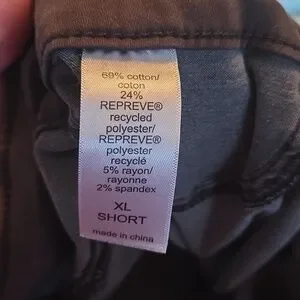 69% cotton/
coton
24%
REPREVE®
recycled
polyester/
REPREVE®
polyester
recyclé
5% rayon/
rayonne
2% spandex
XL
SHORT
made in china